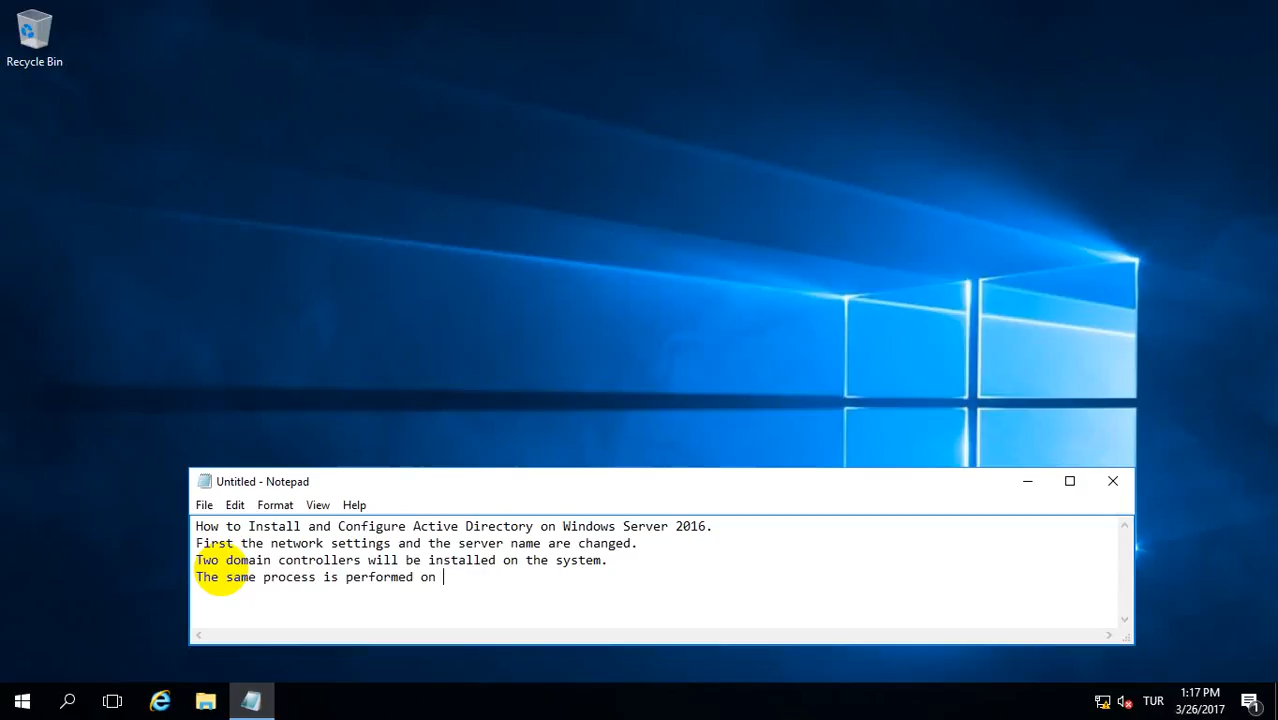 Recycle Bin
Untitled - Notepad
File Edit Format View Help
How to Install and Configure Active Directory on Windows Server 2016.
First the network settings and the server name are changed.
Two domain controllers will be installed on the system.
The same process is performed on
TUR
1:17 PM
3/26/2017
1